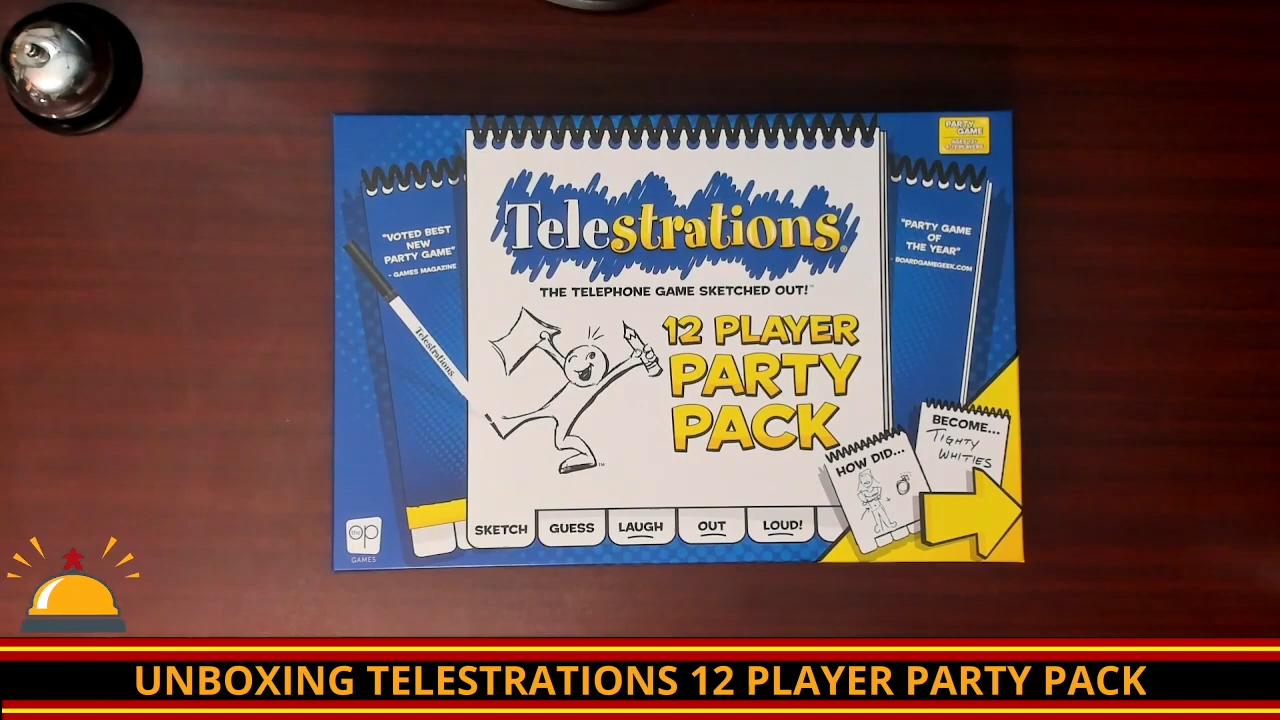 PARTY
GAME
"VOTED BEST
NEW
PARTY GAME"
- GAMES MAGAZINE
Telestrations®
THE TELEPHONE GAME SKETCHED OUT!™
"PARTY GAME
OF
THE YEAR"
- BOARDGAMEGEEK.COM
Telestrations
12 PLAYER
PARTY
PACK
™
HOW DID...
BECOME...
TIGHTY
WHITIES
SKETCH GUESS LAUGH OUT LOUD!
the op
GAMES
UNBOXING TELESTRATIONS 12 PLAYER PARTY PACK